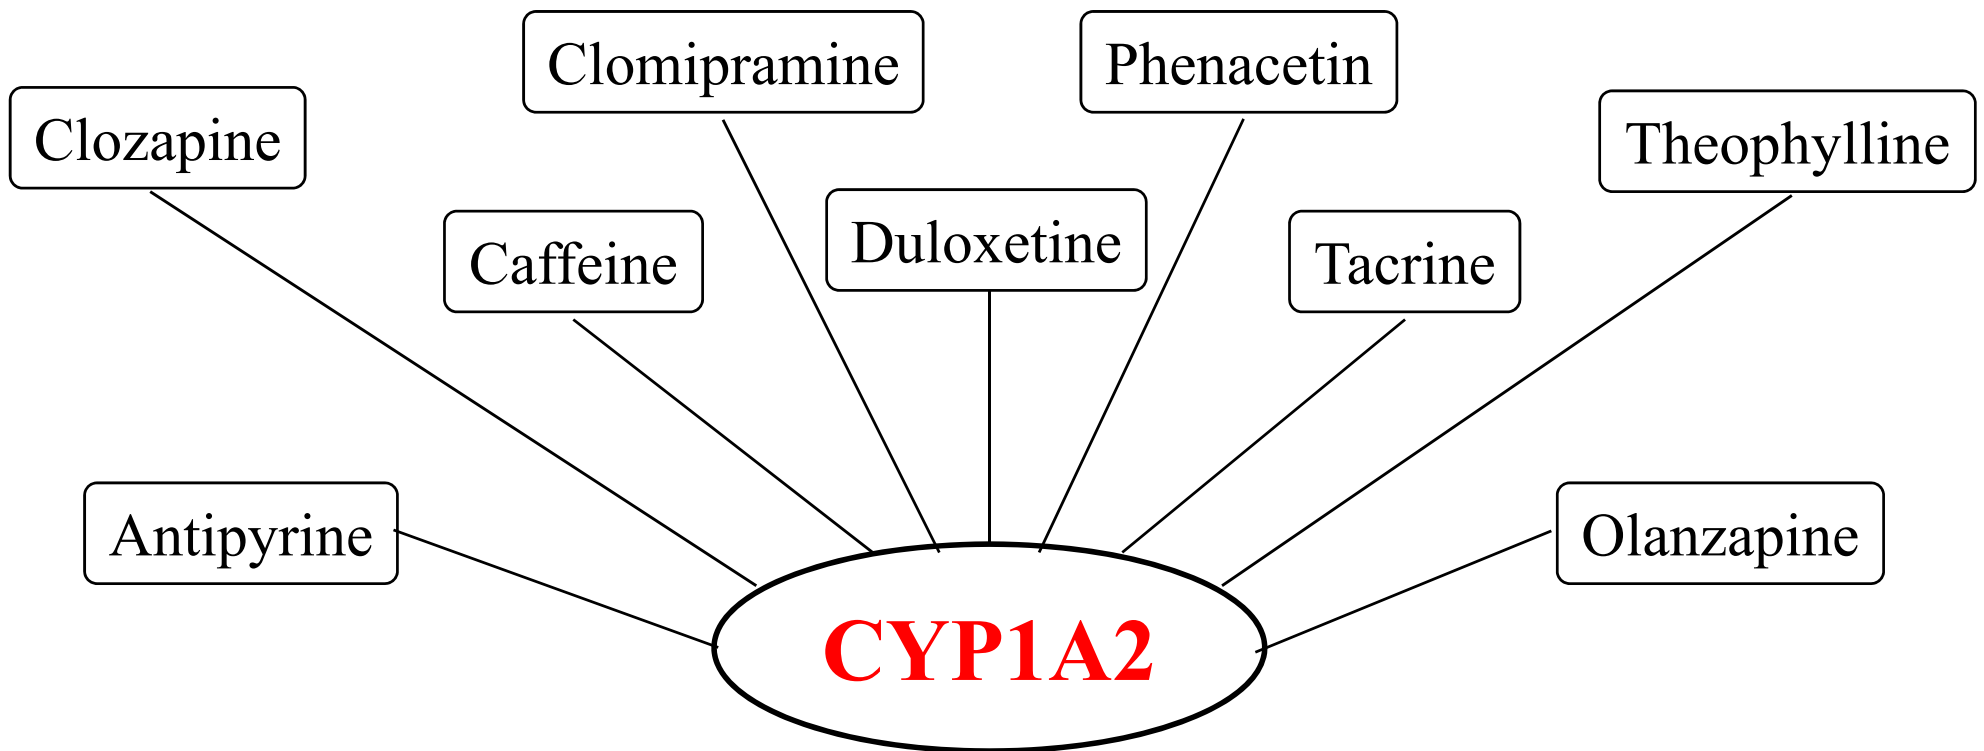 Clomipramine
Phenacetin
Clozapine
Theophylline
Caffeine
Duloxetine
Tacrine
Antipyrine
Olanzapine
CYP1A2